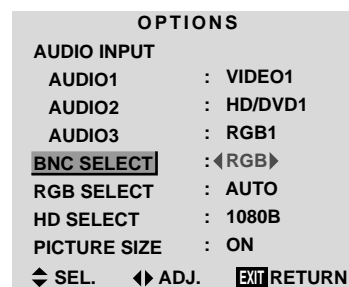 OPTIONS
AUDIO INPUT
AUDIO1 : VIDEO1
AUDIO2 : HD/DVD1
AUDIO3 : RGB1
BNC SELECT : ◀RGB▶
RGB SELECT : AUTO
HD SELECT : 1080B
PICTURE SIZE : ON
▲▼ SEL. ◀▶ ADJ. EXIT RETURN